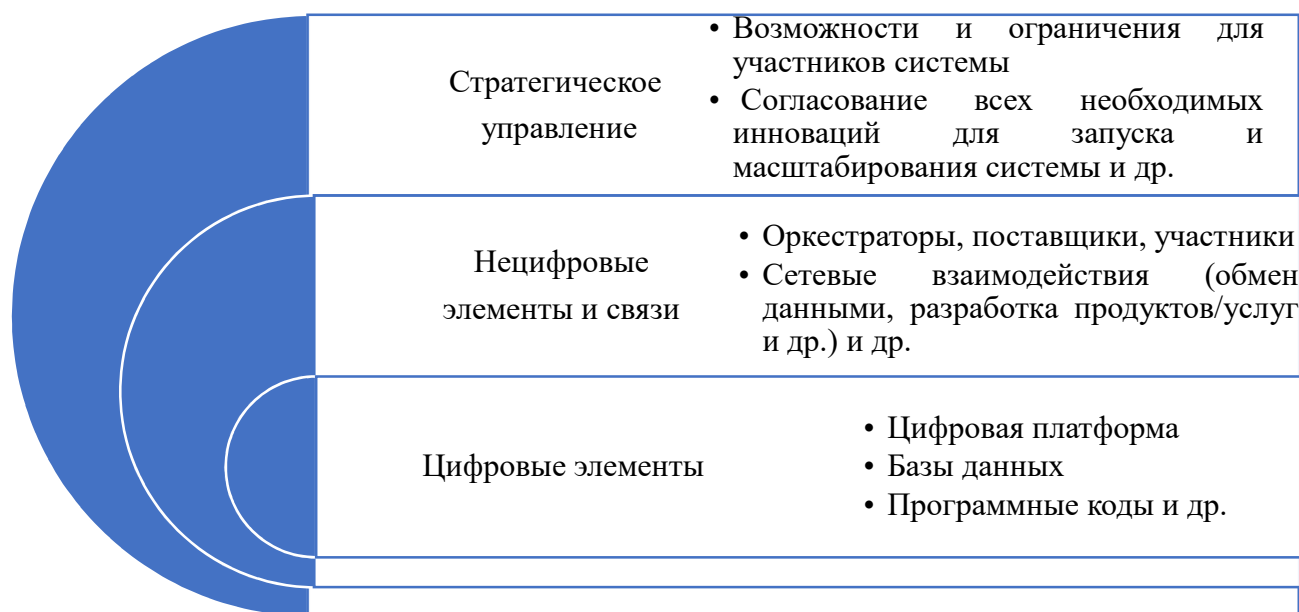 Стратегическое
управление
• Возможности и ограничения для
участников системы
• Согласование всех необходимых
инноваций для запуска и
масштабирования системы и др.
Нецифровые
элементы и связи
• Оркестраторы, поставщики, участники
• Сетевые взаимодействия (обмен
данными, разработка продуктов/услуг
и др.) и др.
Цифровые элементы
• Цифровая платформа
• Базы данных
• Программные коды и др.